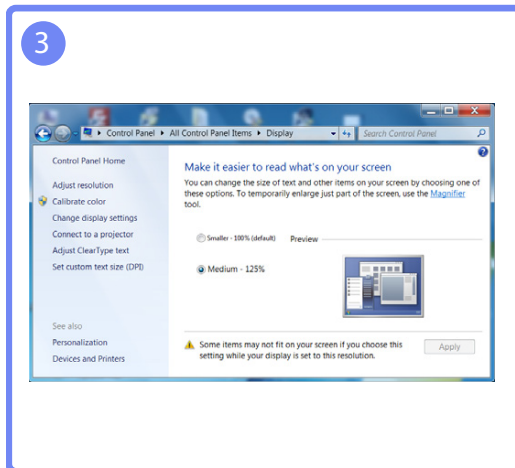 3
Control Panel ▸ All Control Panel Items ▸ Display
Search Control Panel
Control Panel Home
Adjust resolution
Calibrate color
Change display settings
Connect to a projector
Adjust ClearType text
Set custom text size (DPI)
See also
Personalization
Devices and Printers
Make it easier to read what's on your screen
You can change the size of text and other items on your screen by choosing one of
these options. To temporarily enlarge just part of the screen, use the Magnifier
tool.
Smaller - 100% (default)
Preview
Medium - 125%
Some items may not fit on your screen if you choose this
setting while your display is set to this resolution.
Apply